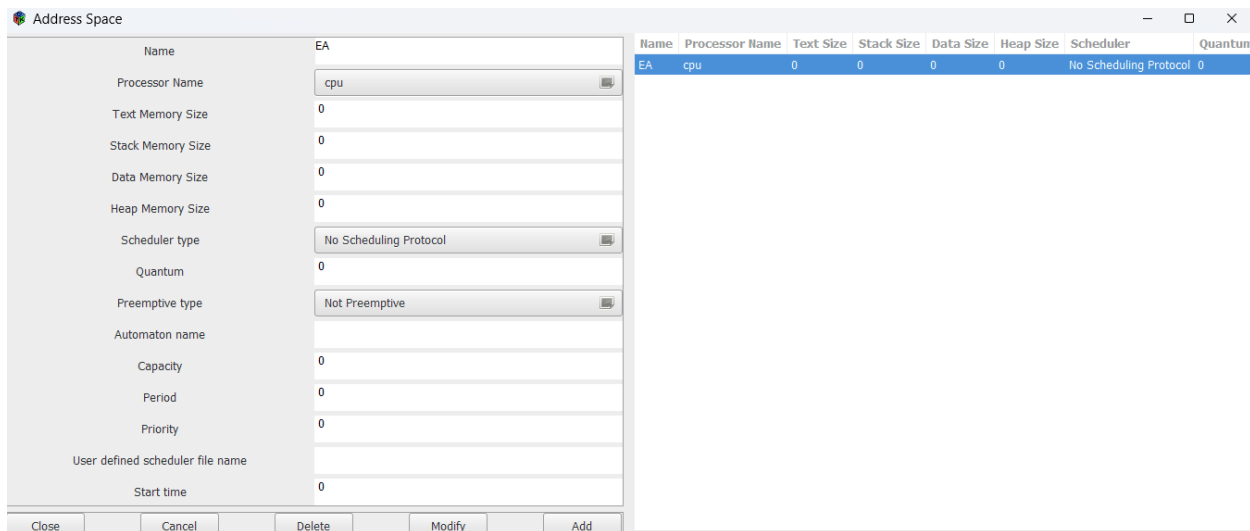 Address Space
Name EA
Processor Name cpu
Text Memory Size 0
Stack Memory Size 0
Data Memory Size 0
Heap Memory Size 0
Scheduler type No Scheduling Protocol
Quantum 0
Preemptive type Not Preemptive
Automaton name
Capacity 0
Period 0
Priority 0
User defined scheduler file name
Start time 0
Close Cancel Delete Modify Add
Name Processor Name Text Size Stack Size Data Size Heap Size Scheduler Quantum
EA cpu 0 0 0 0 No Scheduling Protocol 0